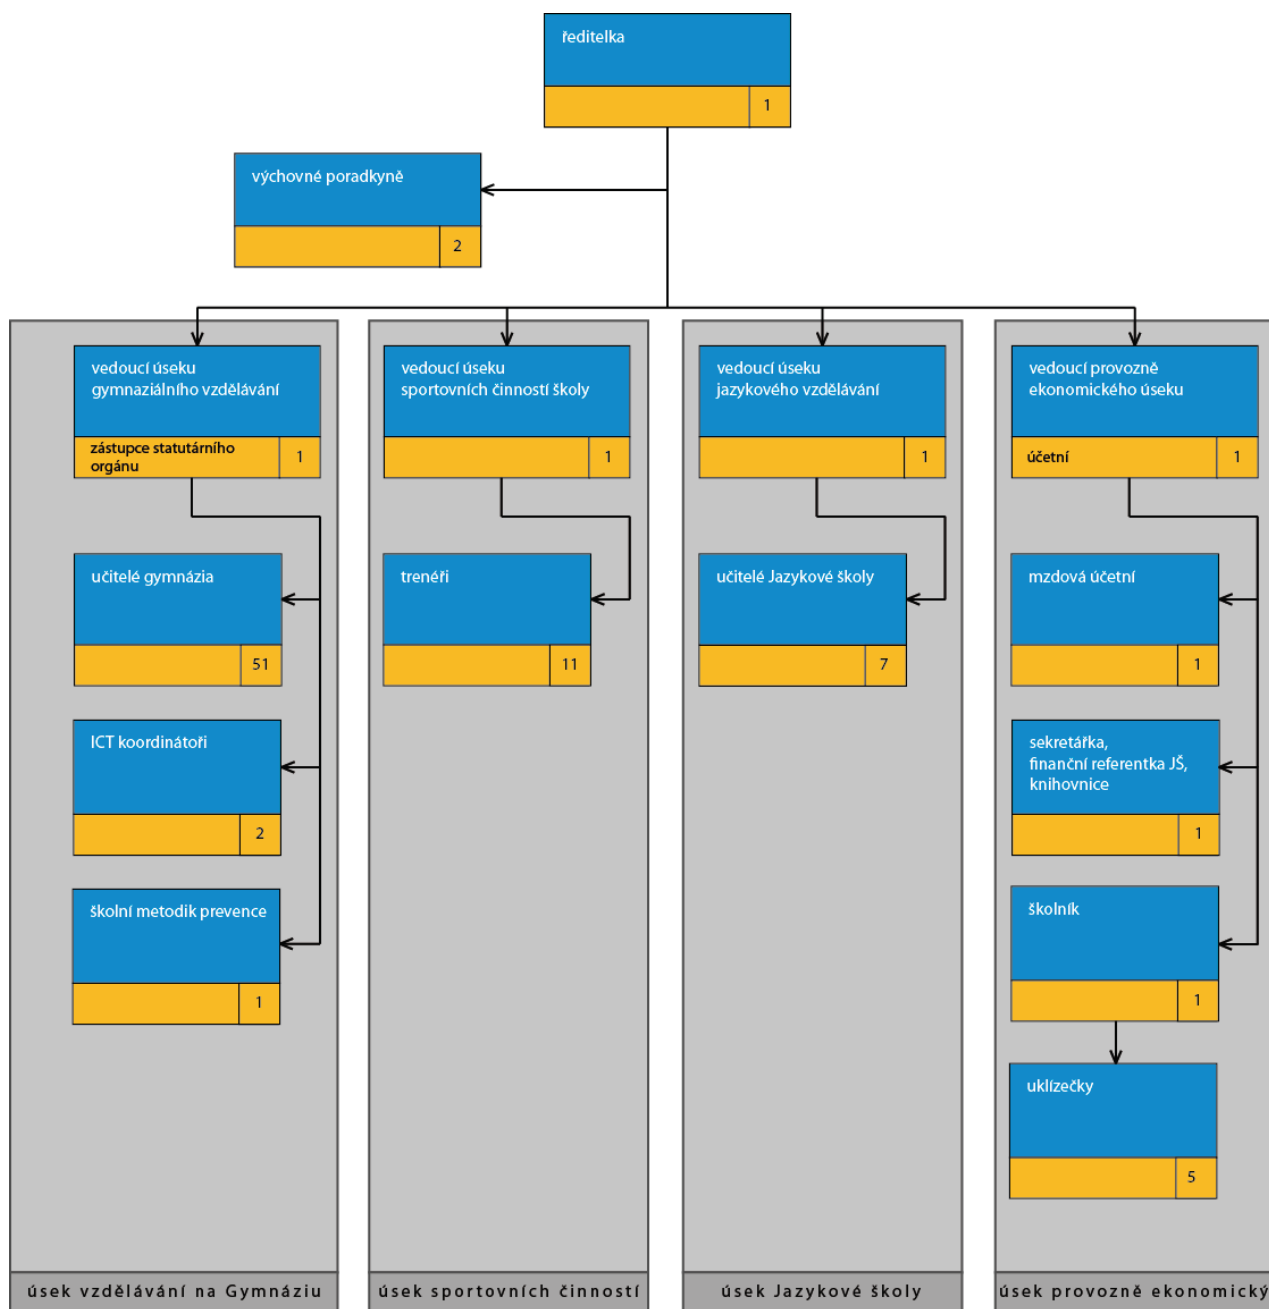 ředitelka
1
výchovné poradkyně
2
vedoucí úseku
gymnaziálního vzdělávání
zástupce statutárního
orgánu
1
učitelé gymnázia
51
ICT koordinátoři
2
školní metodik prevence
1
úsek vzdělávání na Gymnáziu
vedoucí úseku
sportovních činností školy
1
trenéři
11
úsek sportovních činností
vedoucí úseku
jazykového vzdělávání
1
učitelé Jazykové školy
7
úsek Jazykové školy
vedoucí provozně
ekonomického úseku
účetní
1
mzdová účetní
1
sekretářka,
finanční referentka JŠ,
knihovnice
1
školník
1
uklízečky
5
úsek provozně ekonomický